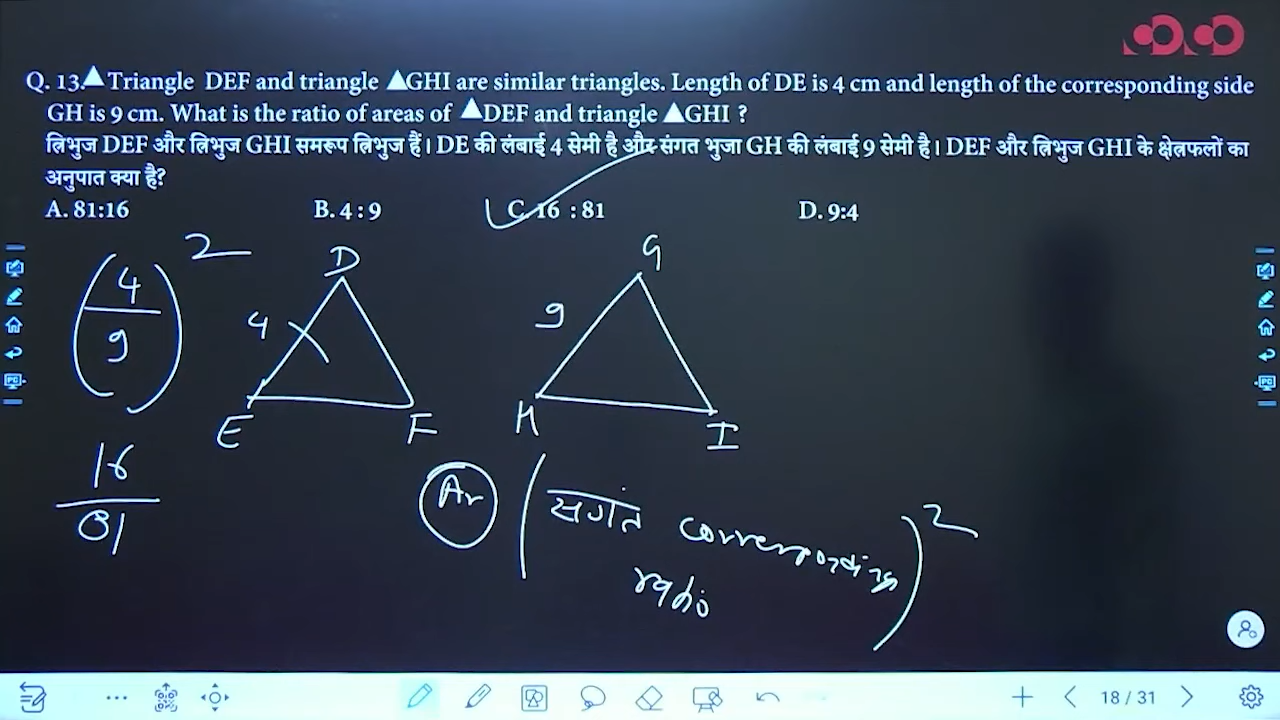 Q. 13.▲Triangle DEF and triangle ▲GHI are similar triangles. Length of DE is 4 cm and length of the corresponding side
GH is 9 cm. What is the ratio of areas of ▲DEF and triangle ▲GHI ?
त्रिभुज DEF और त्रिभुज GHI समरूप त्रिभुज हैं। DE की लंबाई 4 सेमी है और संगत भुजा GH की लंबाई 9 सेमी है। DEF और त्रिभुज GHI के क्षेत्रफलों का
अनुपात क्या है?
A. 81:16 B. 4 : 9 C. 16 : 81 D. 9:4
(4/9)2
D
4
E F
G
9
H I
16
81
Ar (सगंत corresponding
ratio)2
18 / 31